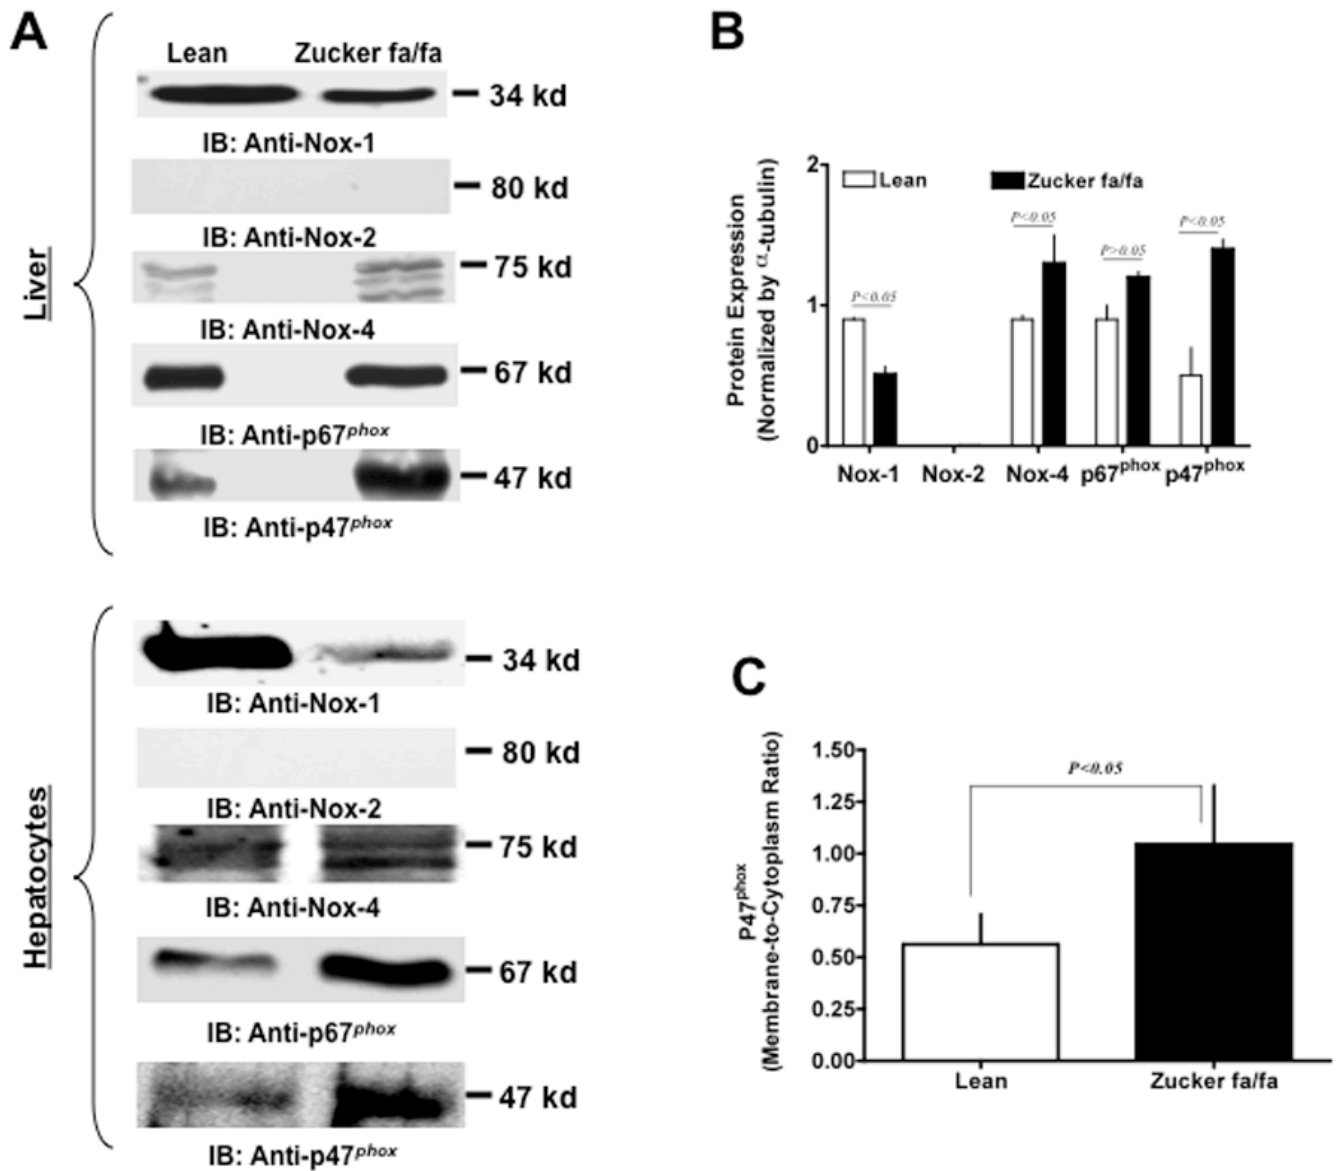 A
Lean Zucker fa/fa
34 kd
IB: Anti-Nox-1
80 kd
IB: Anti-Nox-2
75 kd
IB: Anti-Nox-4
67 kd
IB: Anti-p67phox
47 kd
IB: Anti-p47phox
Liver
34 kd
IB: Anti-Nox-1
80 kd
IB: Anti-Nox-2
75 kd
IB: Anti-Nox-4
67 kd
IB: Anti-p67phox
47 kd
IB: Anti-p47phox
Hepatocytes
B
Protein Expression
(Normalized by α-tubulin)
2
1
0
Lean Zucker fa/fa
P<0.05
P<0.05
P>0.05
P<0.05
Nox-1 Nox-2 Nox-4 p67phox p47phox
C
P47phox
(Membrane-to-Cytoplasm Ratio)
1.50
1.25
1.00
0.75
0.50
0.25
0.00
P<0.05
Lean Zucker fa/fa